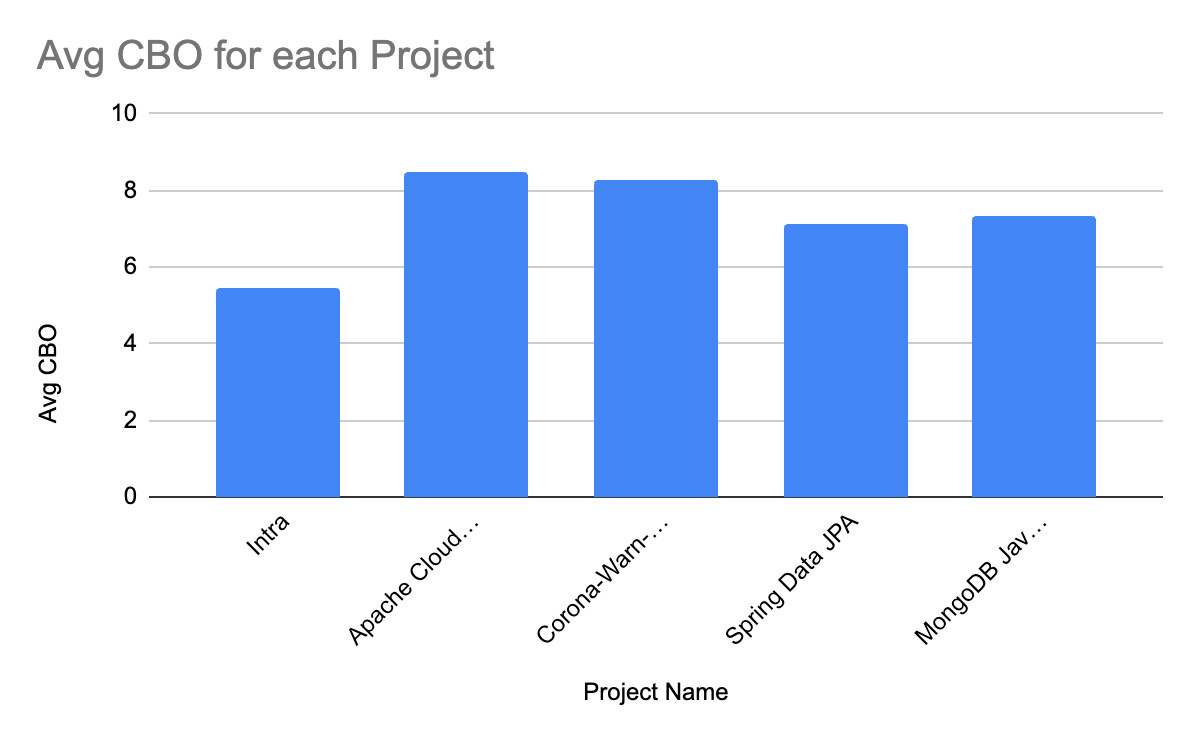 Avg CBO for each Project
10
8
6
4
2
0
Avg CBO
Intra
Apache Cloud…
Corona-Warn-…
Spring Data JPA
MongoDB Jav…
Project Name